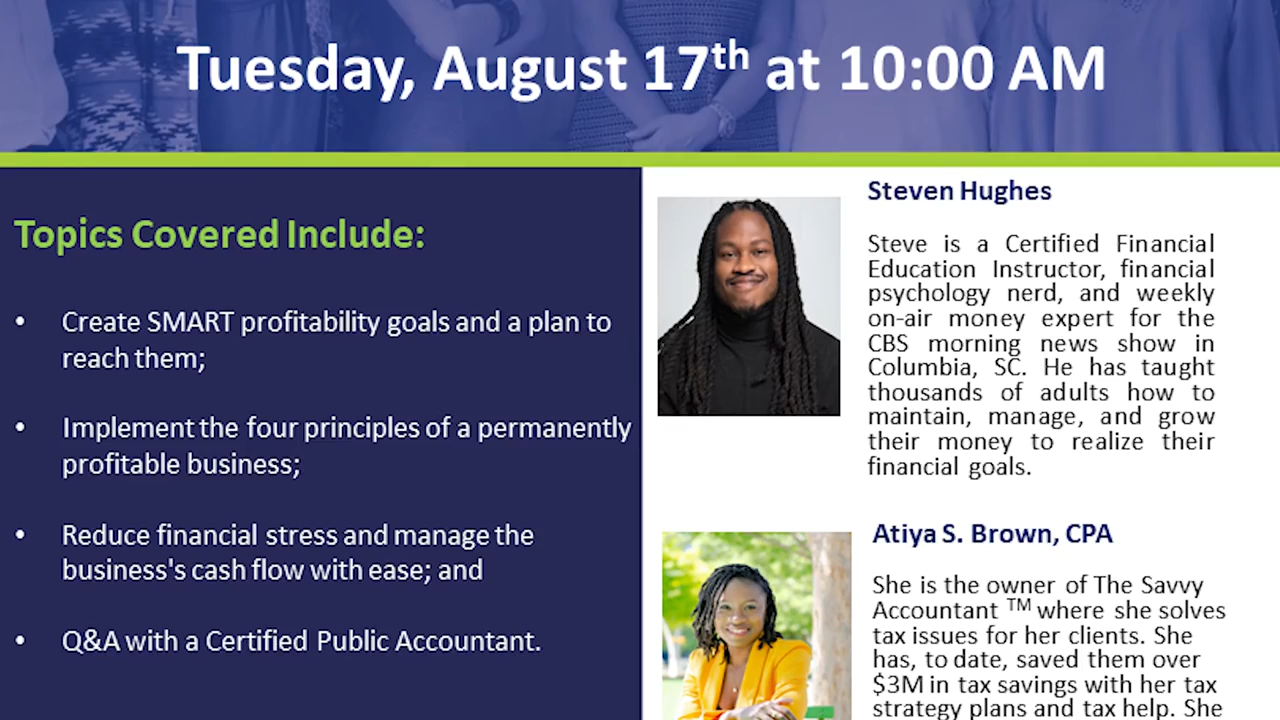 Tuesday, August 17th at 10:00 AM
Topics Covered Include:
• Create SMART profitability goals and a plan to
reach them;
• Implement the four principles of a permanently
profitable business;
• Reduce financial stress and manage the
business's cash flow with ease; and
• Q&A with a Certified Public Accountant.
Steven Hughes
Steve is a Certified Financial
Education Instructor, financial
psychology nerd, and weekly
on-air money expert for the
CBS morning news show in
Columbia, SC. He has taught
thousands of adults how to
maintain, manage, and grow
their money to realize their
financial goals.
Atiya S. Brown, CPA
She is the owner of The Savvy
Accountant TM where she solves
tax issues for her clients. She
has, to date, saved them over
$3M in tax savings with her tax
strategy plans and tax help. She